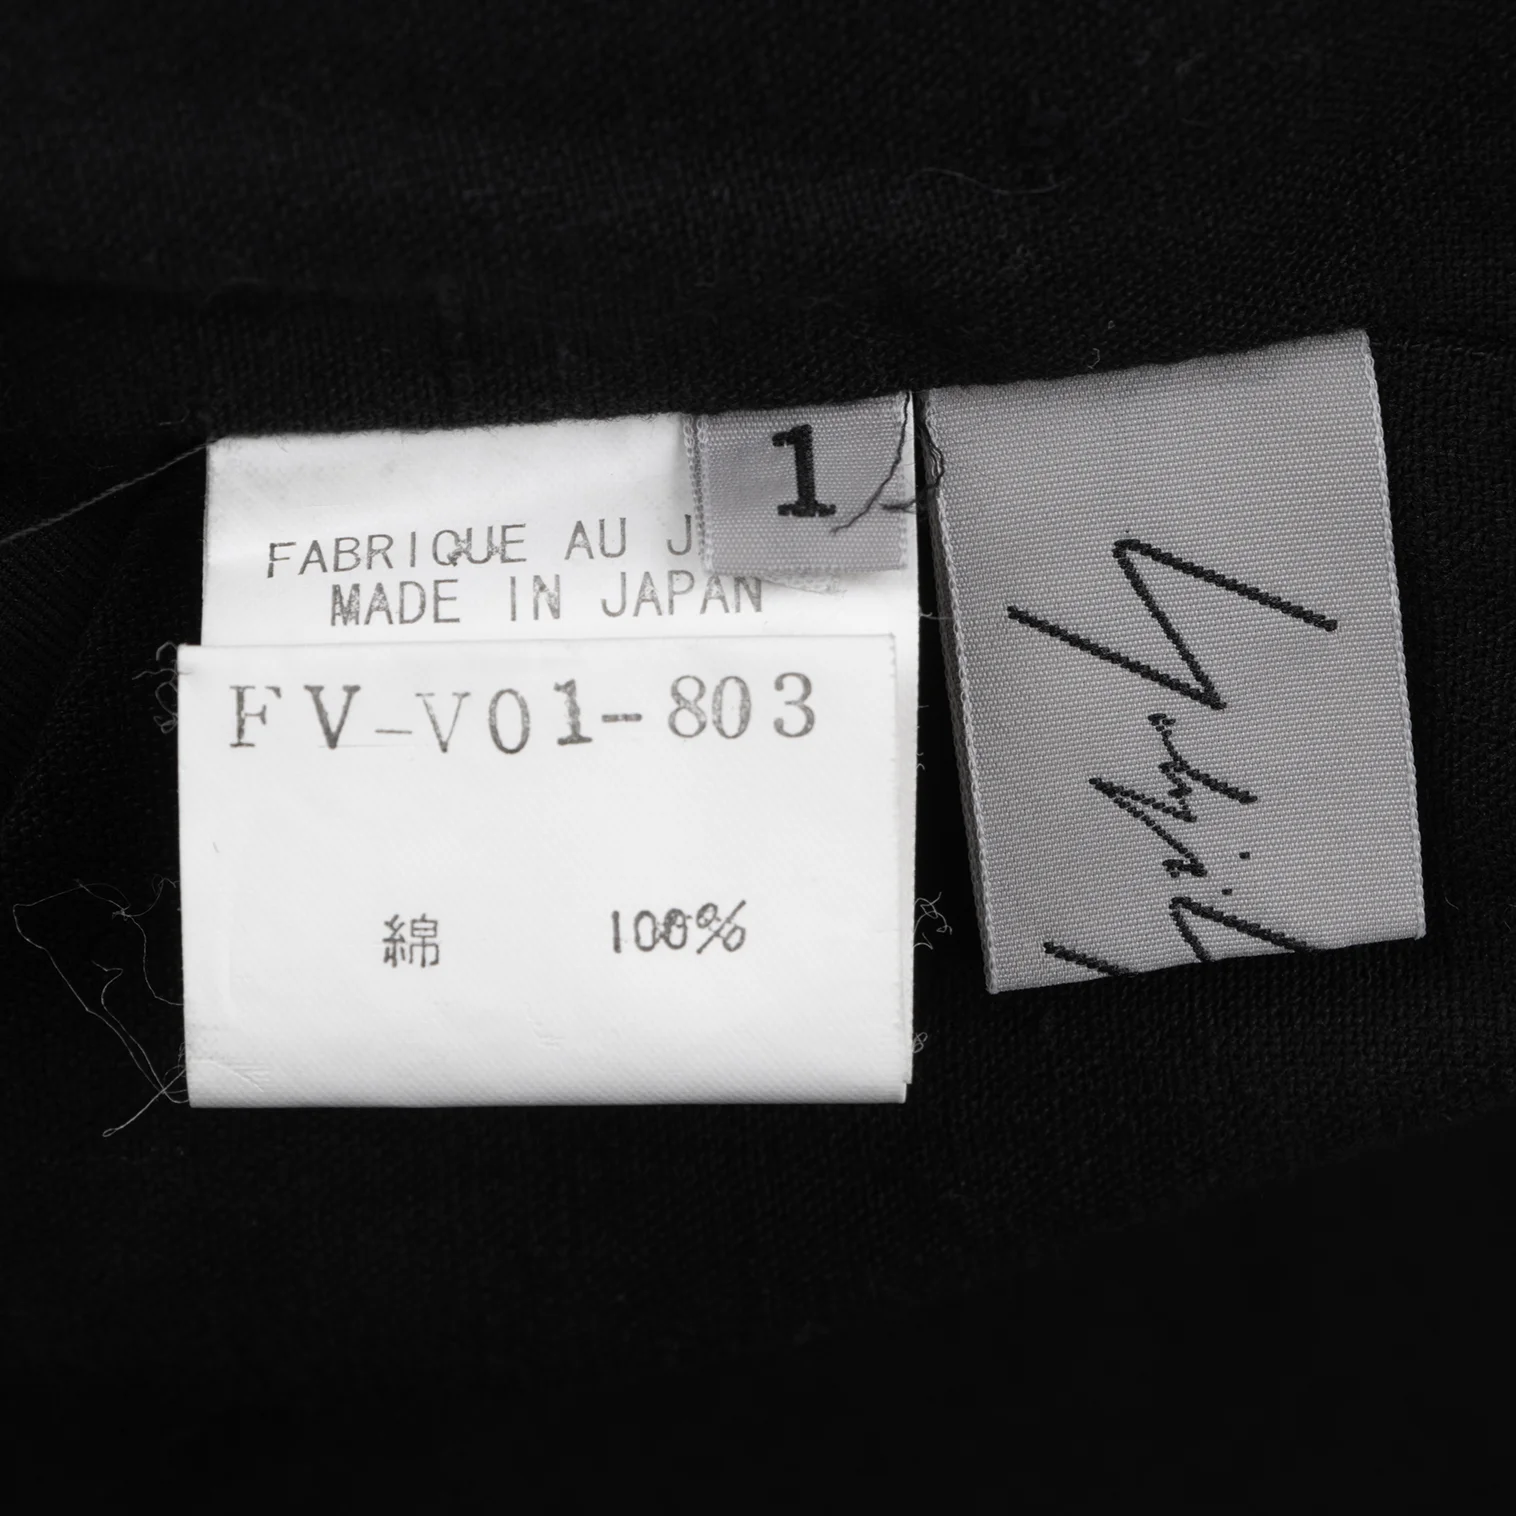 1
FABRIQUE AU J
MADE IN JAPAN
FV-V01-803
綿 100%